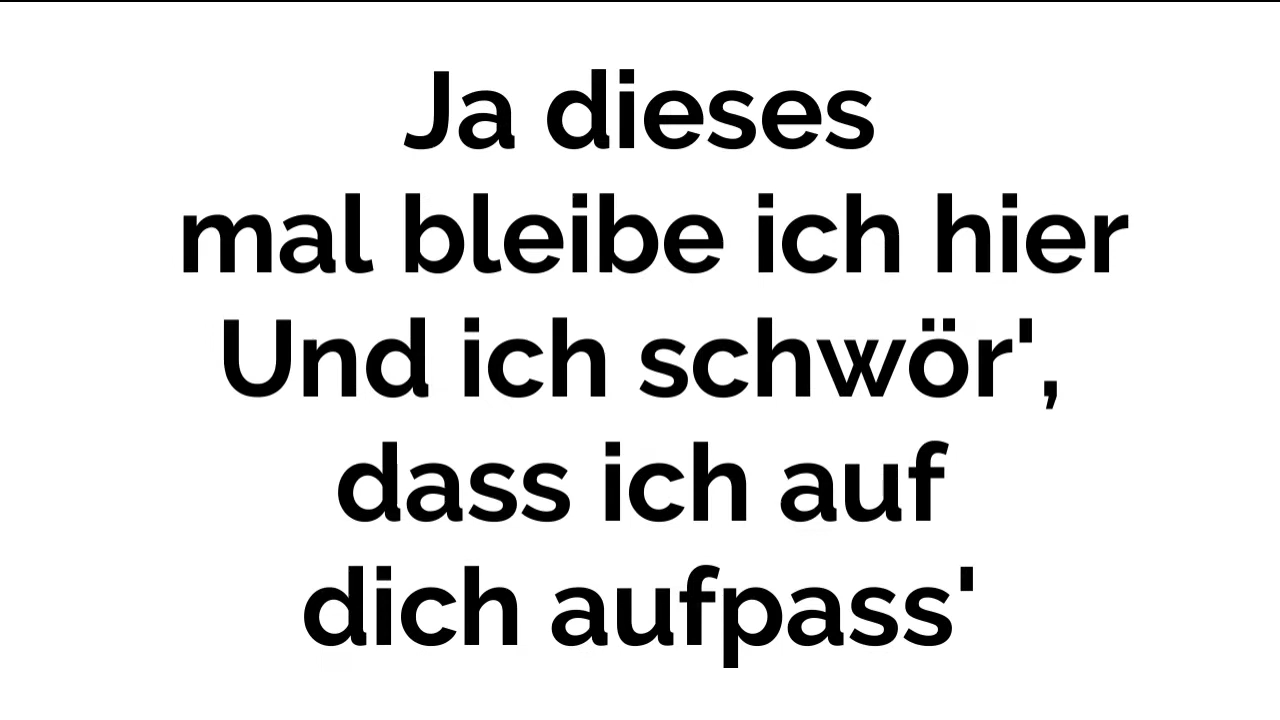 Ja dieses
mal bleibe ich hier
Und ich schwör',
dass ich auf
dich aufpass'